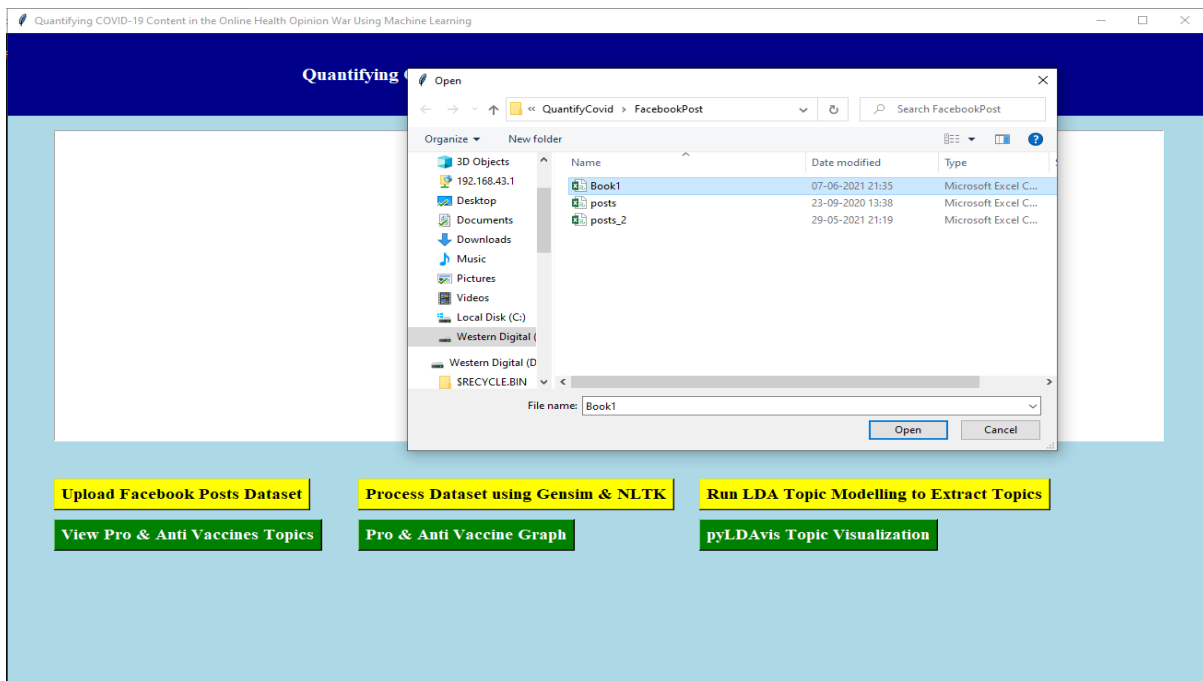 Quantifying COVID-19 Content in the Online Health Opinion War Using Machine Learning
Quantifying
Open
« QuantifyCovid › FacebookPost
Search FacebookPost
Organize
New folder
3D Objects
192.168.43.1
Desktop
Documents
Downloads
Music
Pictures
Videos
Local Disk (C:)
Western Digital (
Western Digital (D
$RECYCLE.BIN
Name Date modified Type
Book1 07-06-2021 21:35 Microsoft Excel C...
posts 23-09-2020 13:38 Microsoft Excel C...
posts_2 29-05-2021 21:19 Microsoft Excel C...
File name: Book1
Open Cancel
Upload Facebook Posts Dataset
Process Dataset using Gensim & NLTK
Run LDA Topic Modelling to Extract Topics
View Pro & Anti Vaccines Topics
Pro & Anti Vaccine Graph
pyLDAvis Topic Visualization